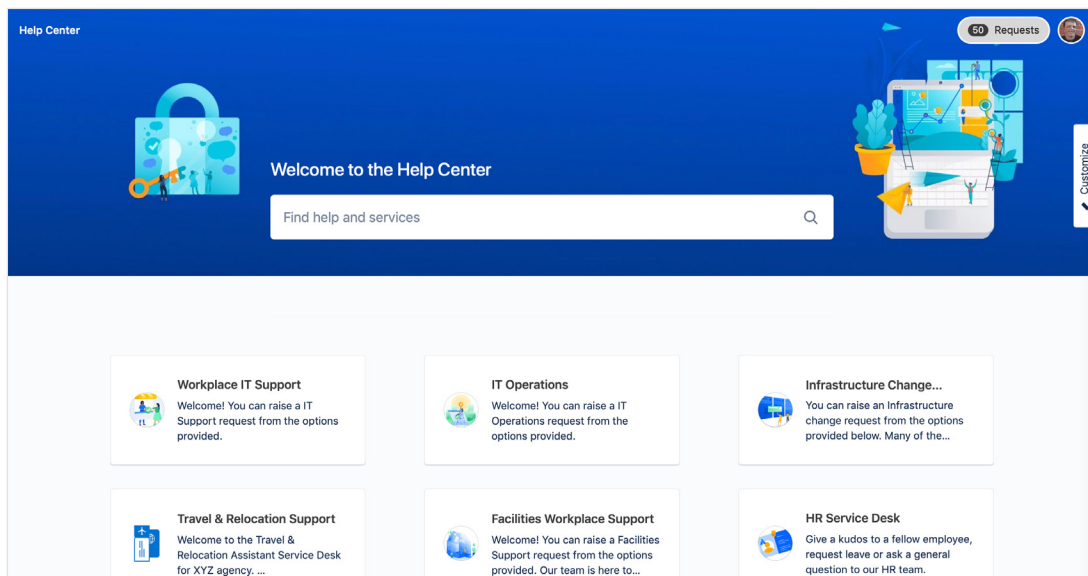 Help Center
50 Requests
Customize
Welcome to the Help Center
Find help and services
Workplace IT Support
Welcome! You can raise a IT
Support request from the options
provided.
IT Operations
Welcome! You can raise a IT
Operations request from the
options provided.
Infrastructure Change...
You can raise an Infrastructure
change request from the options
provided below. Many of the...
Travel & Relocation Support
Welcome to the Travel &
Relocation Assistant Service Desk
for XYZ agency. ...
Facilities Workplace Support
Welcome! You can raise a Facilities
Support request from the options
provided. Our team is here to...
HR Service Desk
Give a kudos to a fellow employee,
request leave or ask a general
question to our HR team.